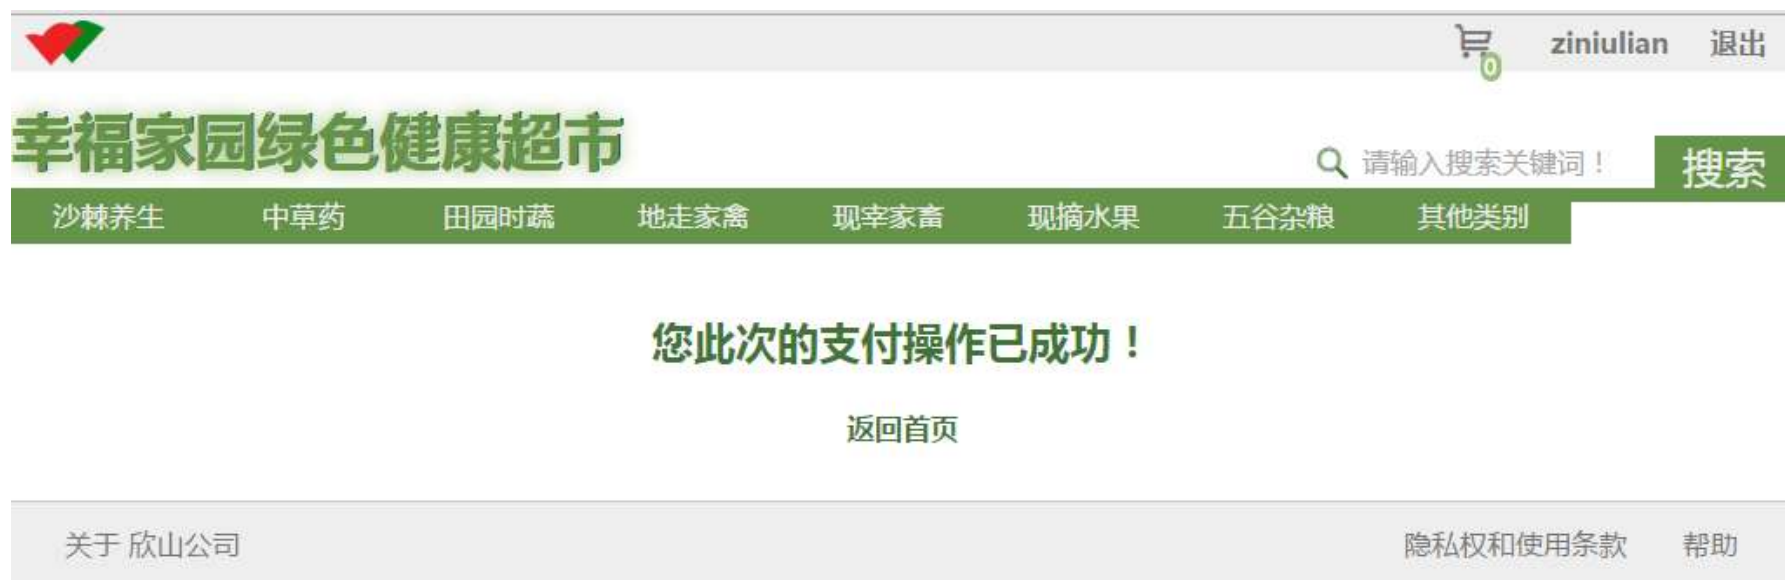 0 ziniulian 退出
幸福家园绿色健康超市
请输入搜索关键词！ 搜索
沙棘养生 中草药 田园时蔬 地走家禽 现宰家畜 现摘水果 五谷杂粮 其他类别
您此次的支付操作已成功！
返回首页
关于 欣山公司 隐私权和使用条款 帮助